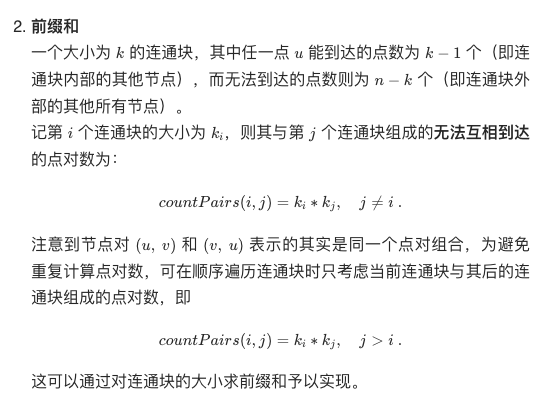 2. 前缀和
一个大小为 k 的连通块，其中任一点 u 能到达的点数为 k − 1 个（即连
通块内部的其他节点），而无法到达的点数则为 n − k 个（即连通块外
部的其他所有节点）。
记第 i 个连通块的大小为 kᵢ，则其与第 j 个连通块组成的无法互相到达
的点对数为：
countPairs(i, j) = kᵢ ∗ kⱼ, j ≠ i .
注意到节点对 (u, v) 和 (v, u) 表示的其实是同一个点对组合，为避免
重复计算点对数，可在顺序遍历连通块时只考虑当前连通块与其后的连
通块组成的点对数，即
countPairs(i, j) = kᵢ ∗ kⱼ, j > i .
这可以通过对连通块的大小求前缀和予以实现。